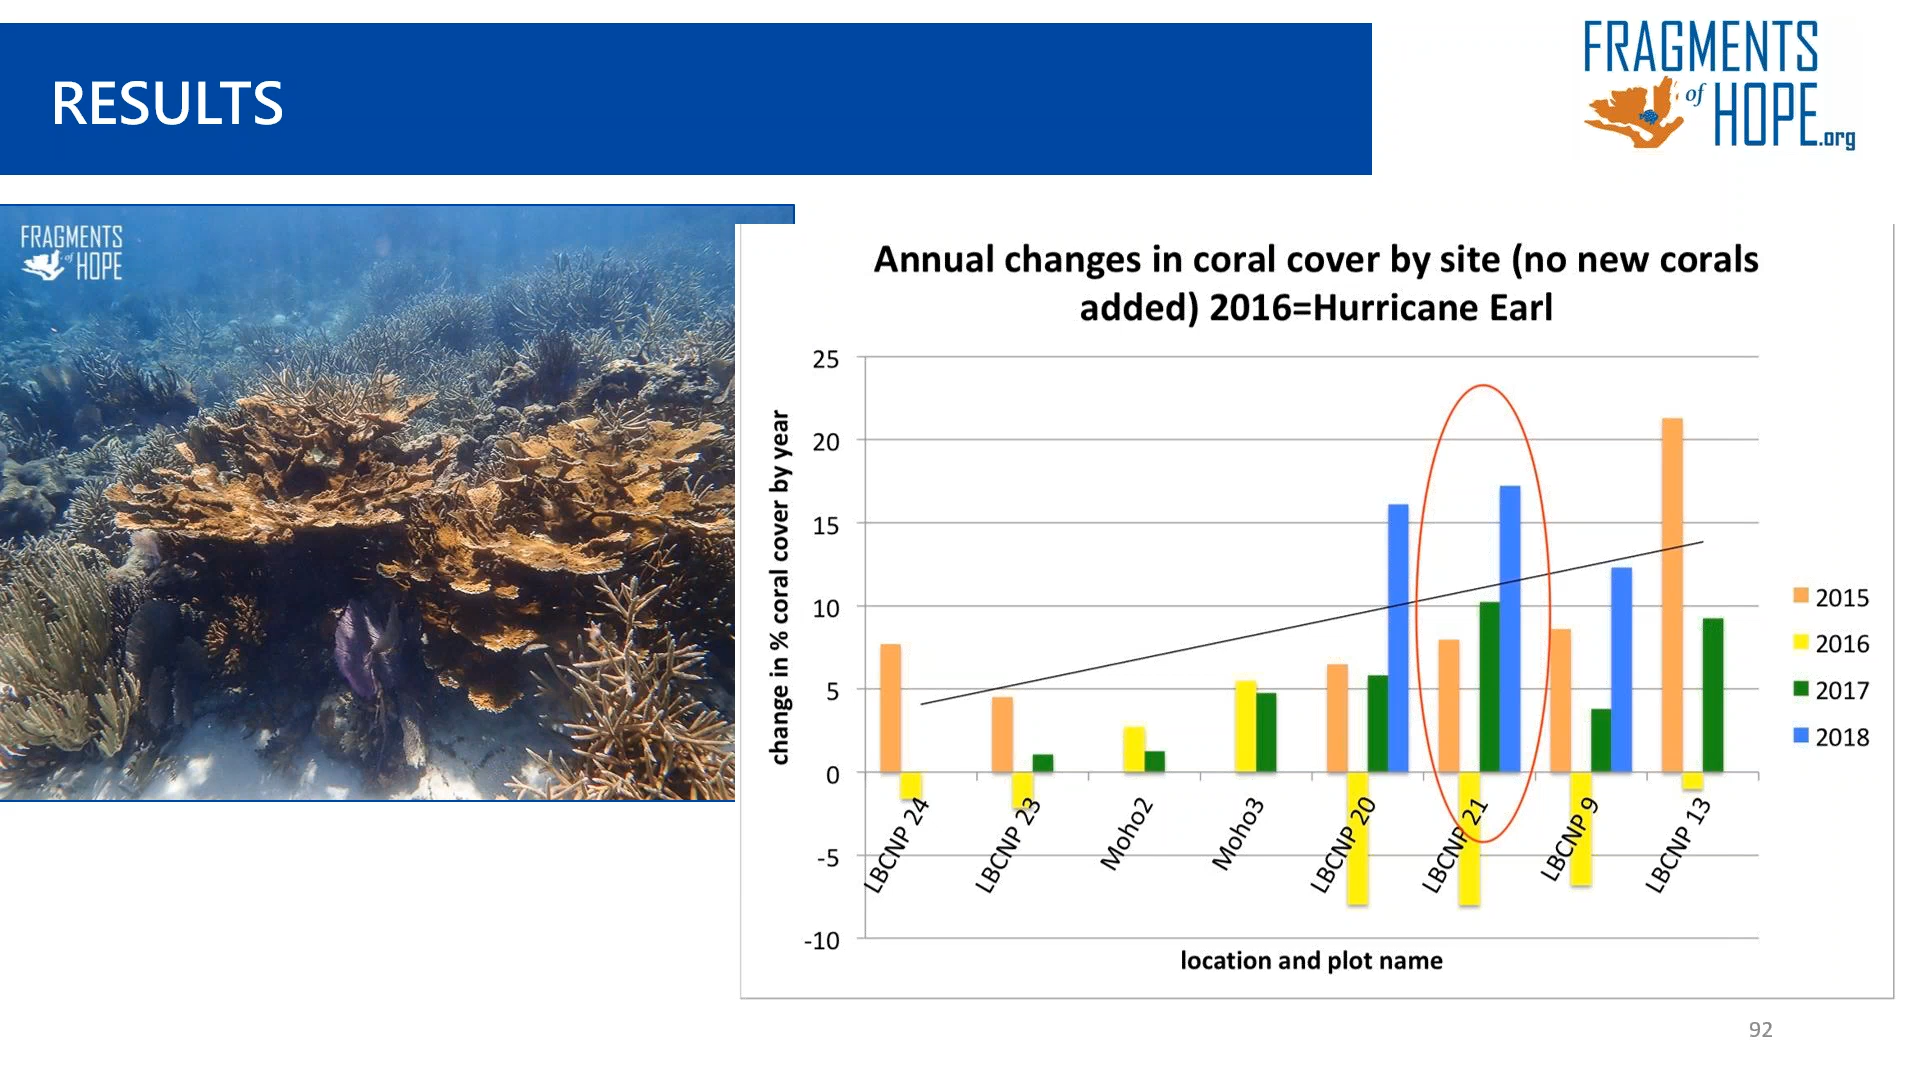 RESULTS
FRAGMENTS
of HOPE.org
FRAGMENTS
of HOPE
Annual changes in coral cover by site (no new corals
added) 2016=Hurricane Earl
change in % coral cover by year
25
20
15
10
5
0
-5
-10
LBCNP 24
LBCNP 23
Moho2
Moho3
LBCNP 20
LBCNP 21
LBCNP 9
LBCNP 13
location and plot name
2015
2016
2017
2018
92